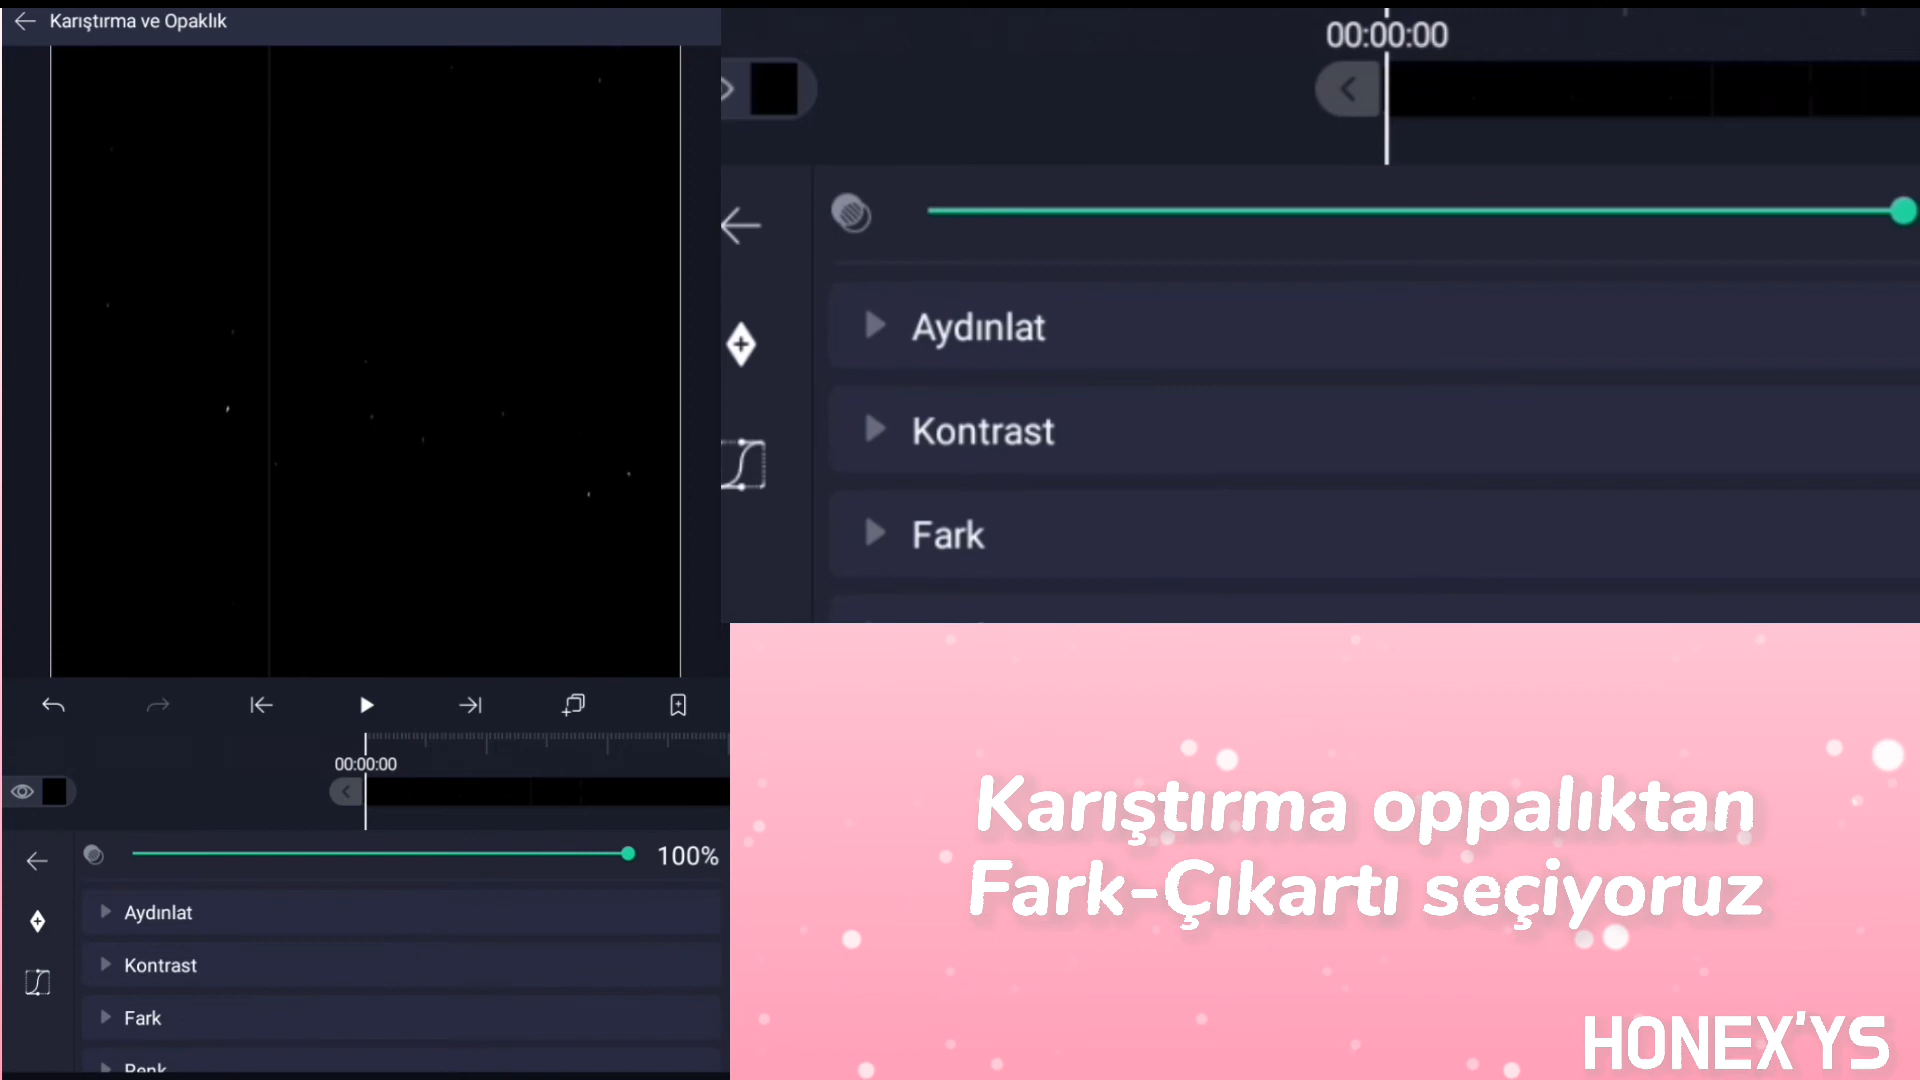 Karıştırma ve Opaklık
00:00:00
Aydınlat
Kontrast
Fark
00:00:00
100%
Aydınlat
Kontrast
Fark
Renk
Karıştırma oppalıktan
Fark-Çıkartı seçiyoruz
HONEX'YS